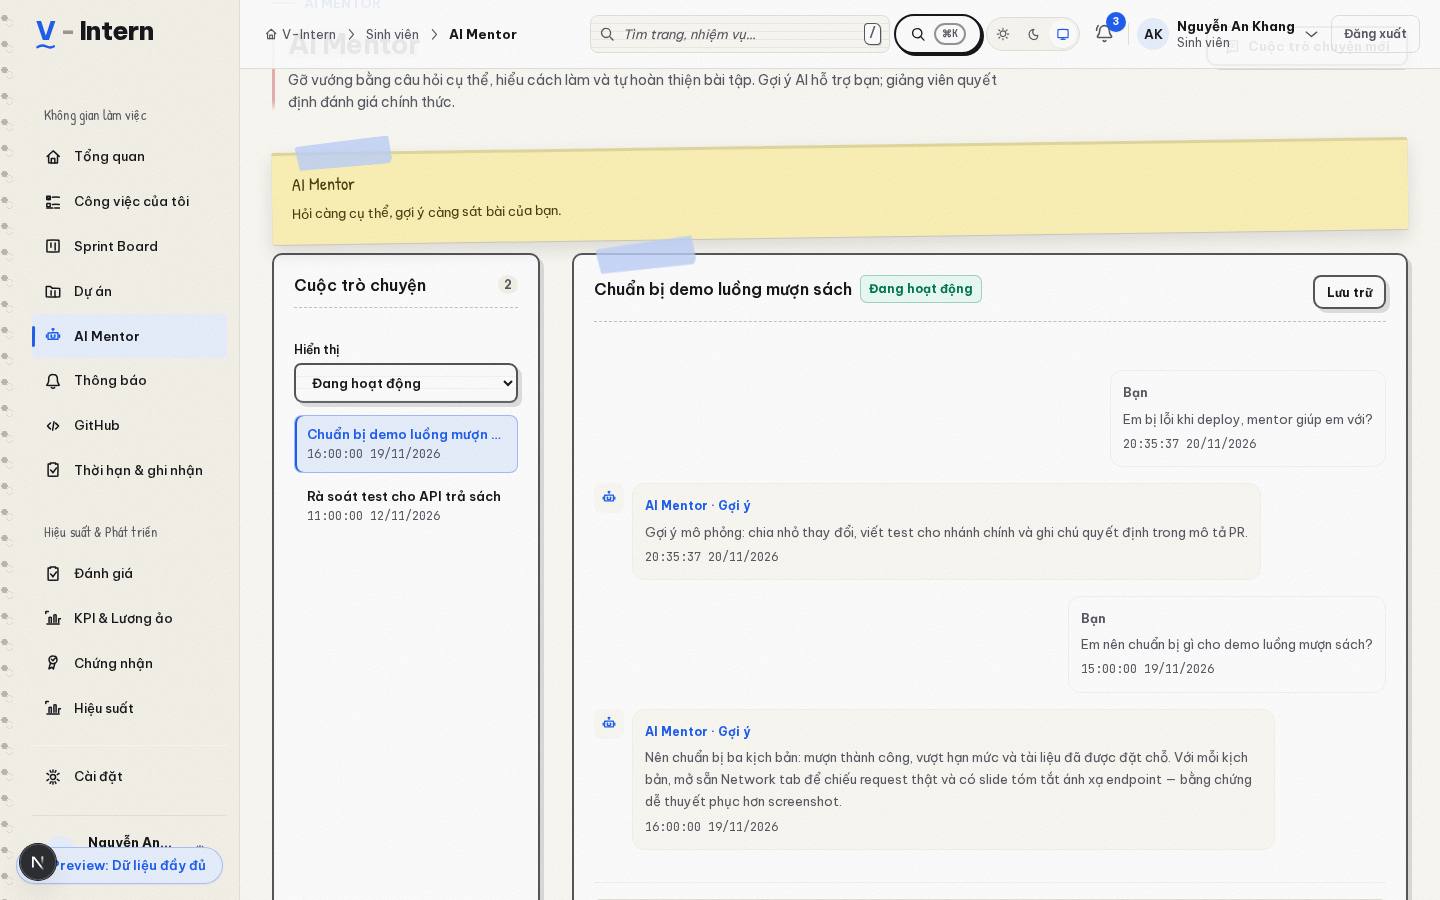 V - Intern
Không gian làm việc
Tổng quan
Công việc của tôi
Sprint Board
Dự án
AI Mentor
Thông báo
GitHub
Thời hạn & ghi nhận
Hiệu suất & Phát triển
Đánh giá
KPI & Lương ảo
Chứng nhận
Hiệu suất
Cài đặt
Nguyễn An...
N
Preview: Dữ liệu đầy đủ
V-Intern > Sinh viên > AI Mentor
Tìm trang, nhiệm vụ... /
⌘K
3
AK
Nguyễn An Khang
Sinh viên
Đăng xuất
AI MENTOR
AI Mentor
Cuộc trò chuyện mới
Gỡ vướng bằng câu hỏi cụ thể, hiểu cách làm và tự hoàn thiện bài tập. Gợi ý AI hỗ trợ bạn; giảng viên quyết
định đánh giá chính thức.
AI Mentor
Hỏi càng cụ thể, gợi ý càng sát bài của bạn.
Cuộc trò chuyện 2
Hiển thị
Đang hoạt động
Chuẩn bị demo luồng mượn ...
16:00:00 19/11/2026
Rà soát test cho API trả sách
11:00:00 12/11/2026
Chuẩn bị demo luồng mượn sách Đang hoạt động
Lưu trữ
Bạn
Em bị lỗi khi deploy, mentor giúp em với?
20:35:37 20/11/2026
AI Mentor · Gợi ý
Gợi ý mô phỏng: chia nhỏ thay đổi, viết test cho nhánh chính và ghi chú quyết định trong mô tả PR.
20:35:37 20/11/2026
Bạn
Em nên chuẩn bị gì cho demo luồng mượn sách?
15:00:00 19/11/2026
AI Mentor · Gợi ý
Nên chuẩn bị ba kịch bản: mượn thành công, vượt hạn mức và tài liệu đã được đặt chỗ. Với mỗi kịch
bản, mở sẵn Network tab để chiếu request thật và có slide tóm tắt ánh xạ endpoint — bằng chứng
dễ thuyết phục hơn screenshot.
16:00:00 19/11/2026